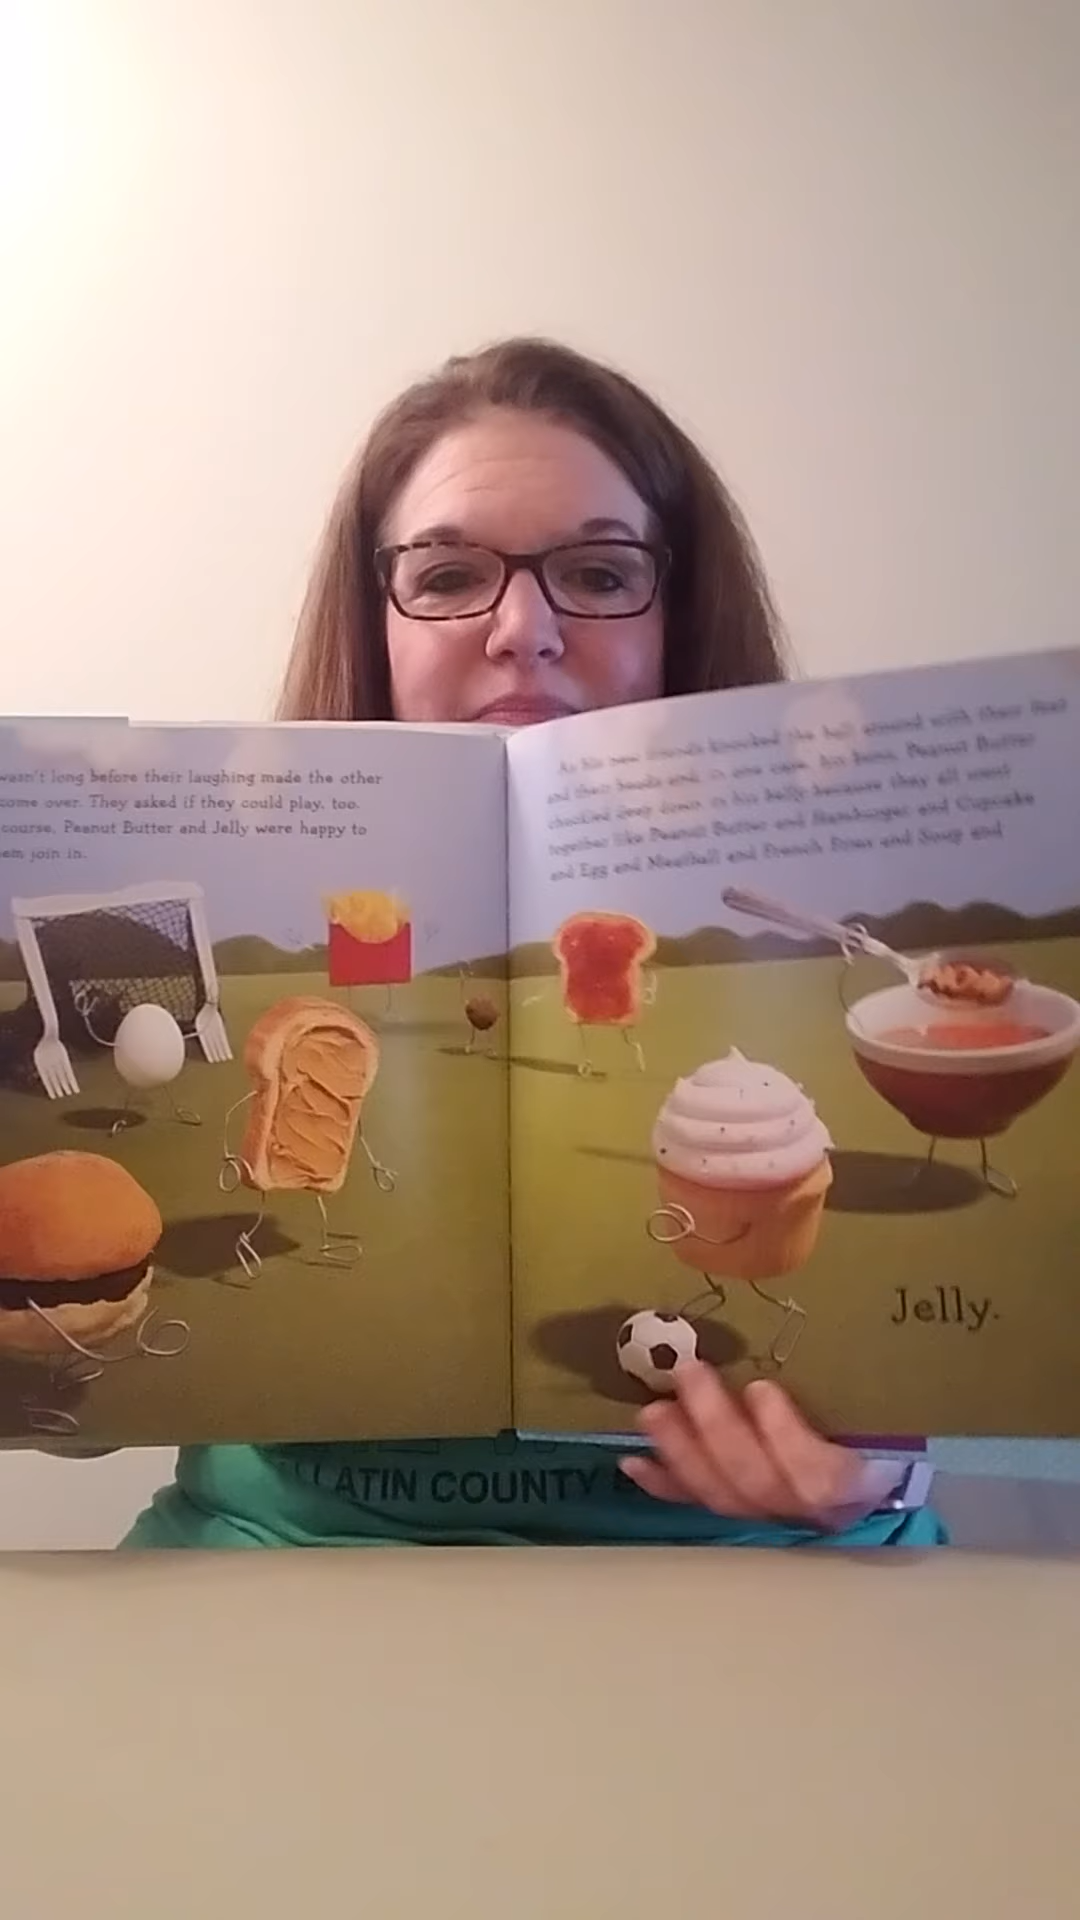 wasn't long before their laughing made the other
come over. They asked if they could play, too.
course, Peanut Butter and Jelly were happy to
em join in.
As his new friends knocked the ball around with their feet
and their heads and, in one case, his buns, Peanut Butter
chuckled deep down in his belly because they all went
together like Peanut Butter and Hamburger and Cupcake
and Egg and Meatball and French Fries and Soup and
Jelly.
LATIN COUNTY